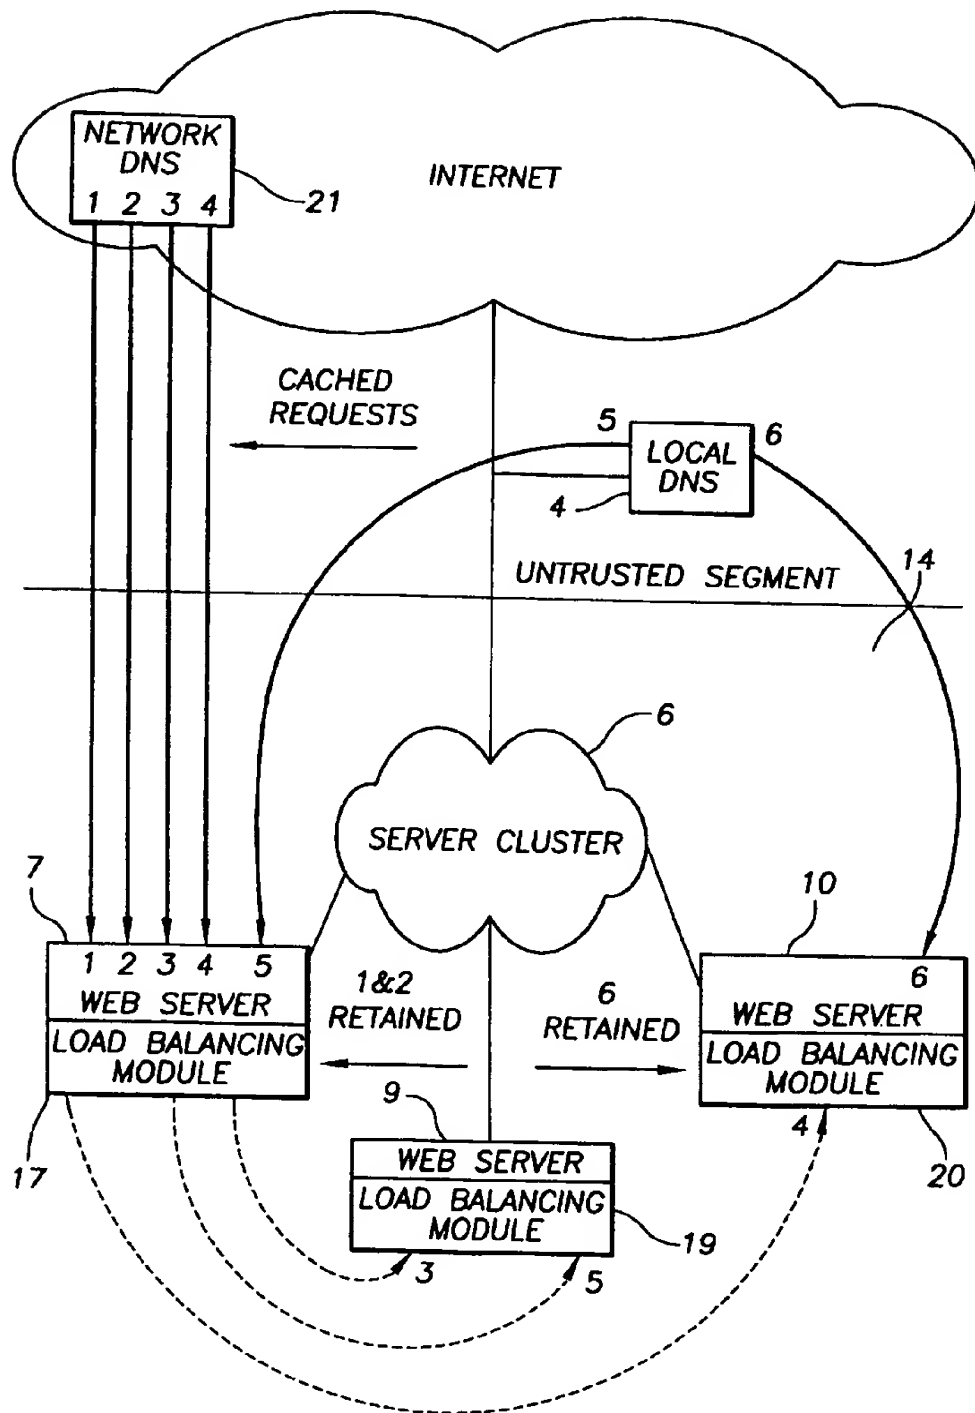 NETWORK
DNS
1 2 3 4
21
INTERNET
CACHED
REQUESTS
5
LOCAL
DNS
6
4
UNTRUSTED SEGMENT
14
6
SERVER CLUSTER
7
1 2 3 4 5
WEB SERVER
LOAD BALANCING
MODULE
17
1&2
RETAINED
6
RETAINED
10
6
WEB SERVER
LOAD BALANCING
MODULE
4
20
9
WEB SERVER
LOAD BALANCING
MODULE
19
3
5